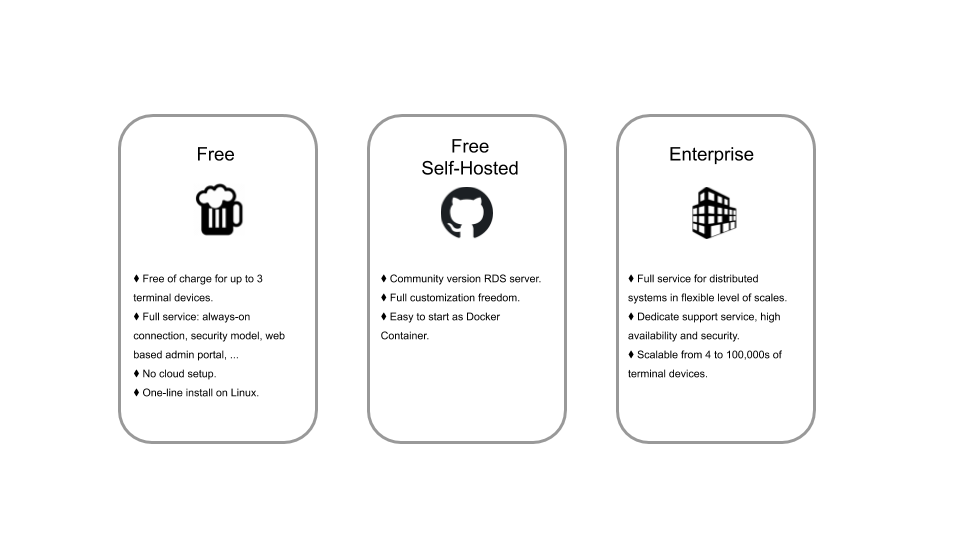 Free
♦ Free of charge for up to 3
terminal devices.
♦ Full service: always-on
connection, security model, web
based admin portal, ...
♦ No cloud setup.
♦ One-line install on Linux.
Free
Self-Hosted
♦ Community version RDS server.
♦ Full customization freedom.
♦ Easy to start as Docker
Container.
Enterprise
♦ Full service for distributed
systems in flexible level of scales.
♦ Dedicate support service, high
availability and security.
♦ Scalable from 4 to 100,000s of
terminal devices.